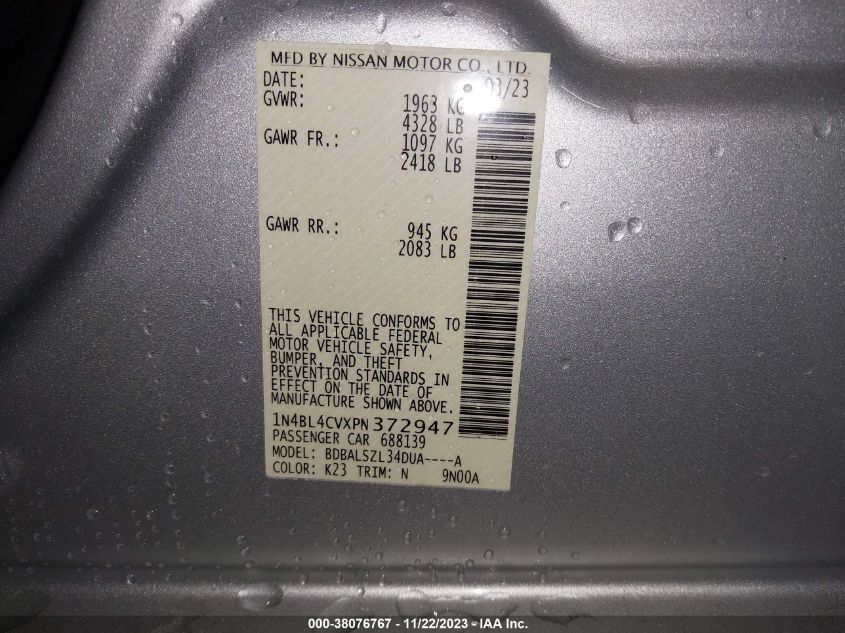 MFD BY NISSAN MOTOR CO., LTD.
DATE: 03/23
GVWR: 1963 KG
4328 LB
GAWR FR.: 1097 KG
2418 LB
GAWR RR.: 945 KG
2083 LB
THIS VEHICLE CONFORMS TO
ALL APPLICABLE FEDERAL
MOTOR VEHICLE SAFETY,
BUMPER, AND THEFT
PREVENTION STANDARDS IN
EFFECT ON THE DATE OF
MANUFACTURE SHOWN ABOVE.
1N4BL4CVXPN372947
PASSENGER CAR 688139
MODEL: BDBALSZL34DUA----A
COLOR: K23 TRIM: N 9N00A
000-38076767 - 11/22/2023 - IAA Inc.